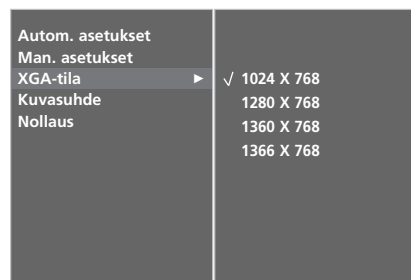 Autom. asetukset
Man. asetukset
XGA-tila ►
Kuvasuhde
Nollaus
√ 1024 X 768
1280 X 768
1360 X 768
1366 X 768